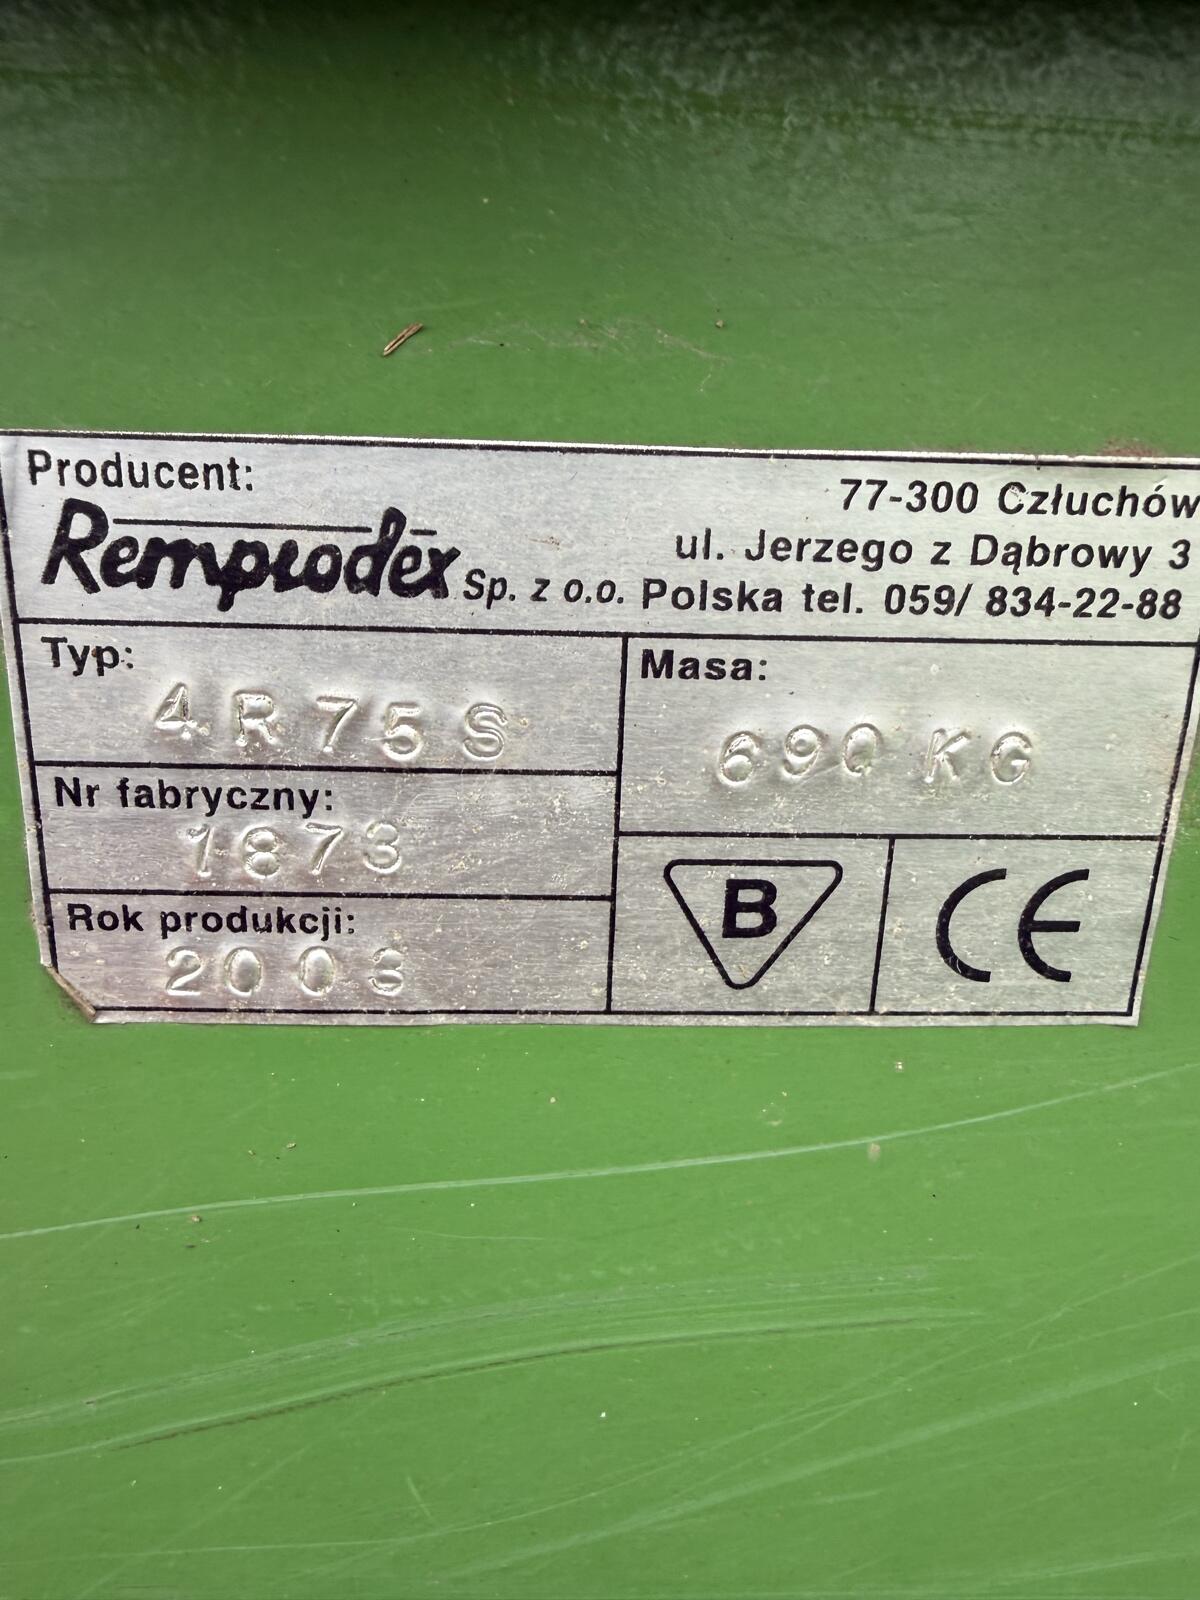 Producent:
77-300 Człuchów
ul. Jerzego z Dąbrowy 3
Remprodex Sp. z o.o. Polska tel. 059/ 834-22-88
Typ:
4R75S
Masa:
690 KG
Nr fabryczny:
1873
Rok produkcji:
2003
B
CE